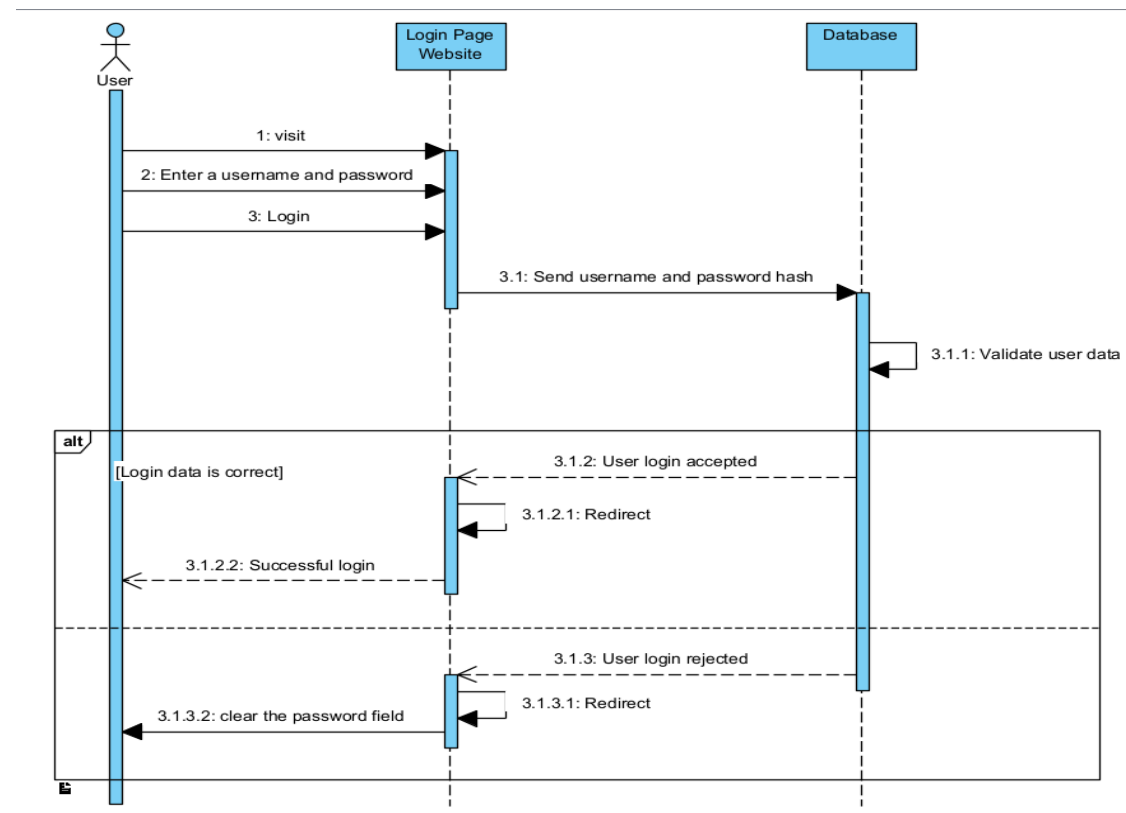 User
Login Page
Website
Database
1: visit
2: Enter a username and password
3: Login
3.1: Send username and password hash
3.1.1: Validate user data
alt
[Login data is correct]
3.1.2: User login accepted
3.1.2.1: Redirect
3.1.2.2: Successful login
3.1.3: User login rejected
3.1.3.1: Redirect
3.1.3.2: clear the password field